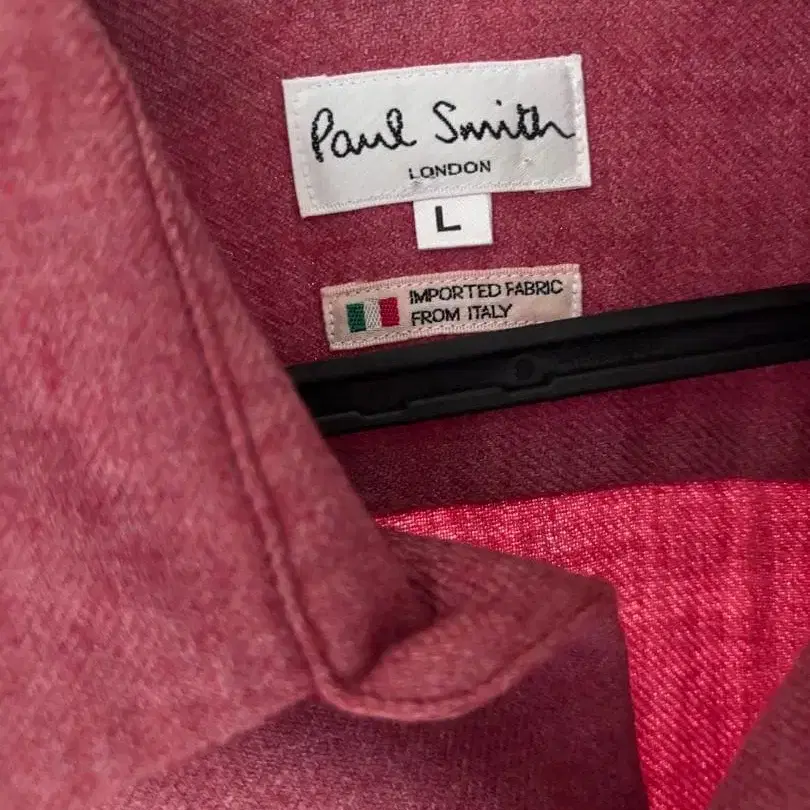 Paul Smith
LONDON
L
IMPORTED FABRIC
FROM ITALY